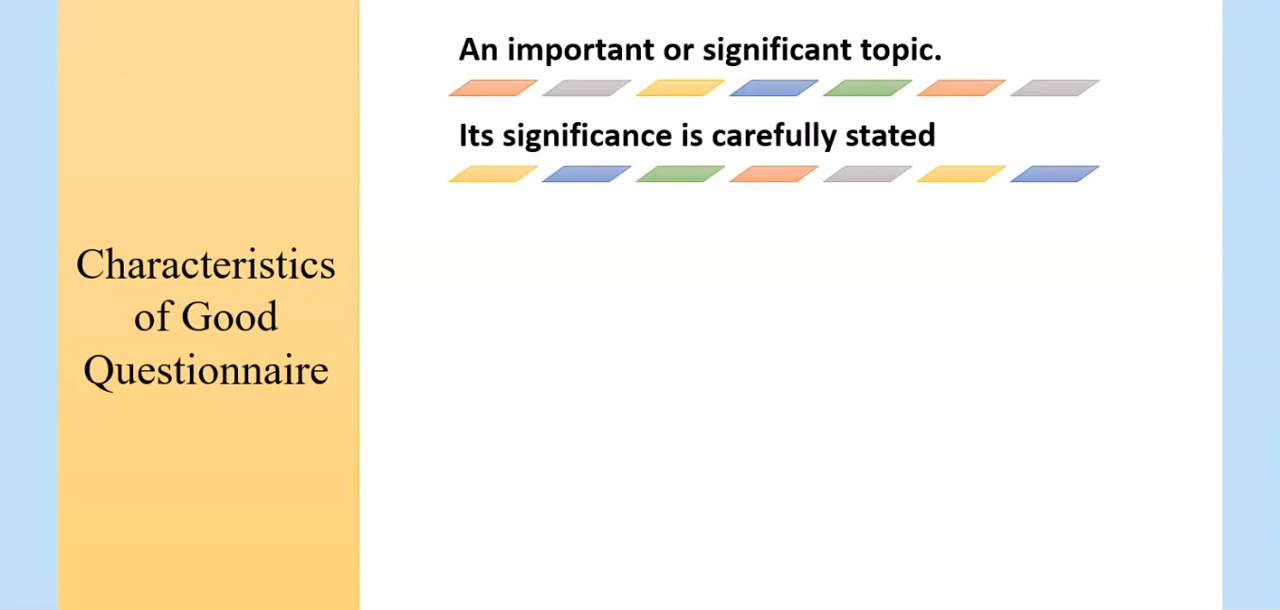 An important or significant topic.
Its significance is carefully stated
Characteristics
of Good
Questionnaire